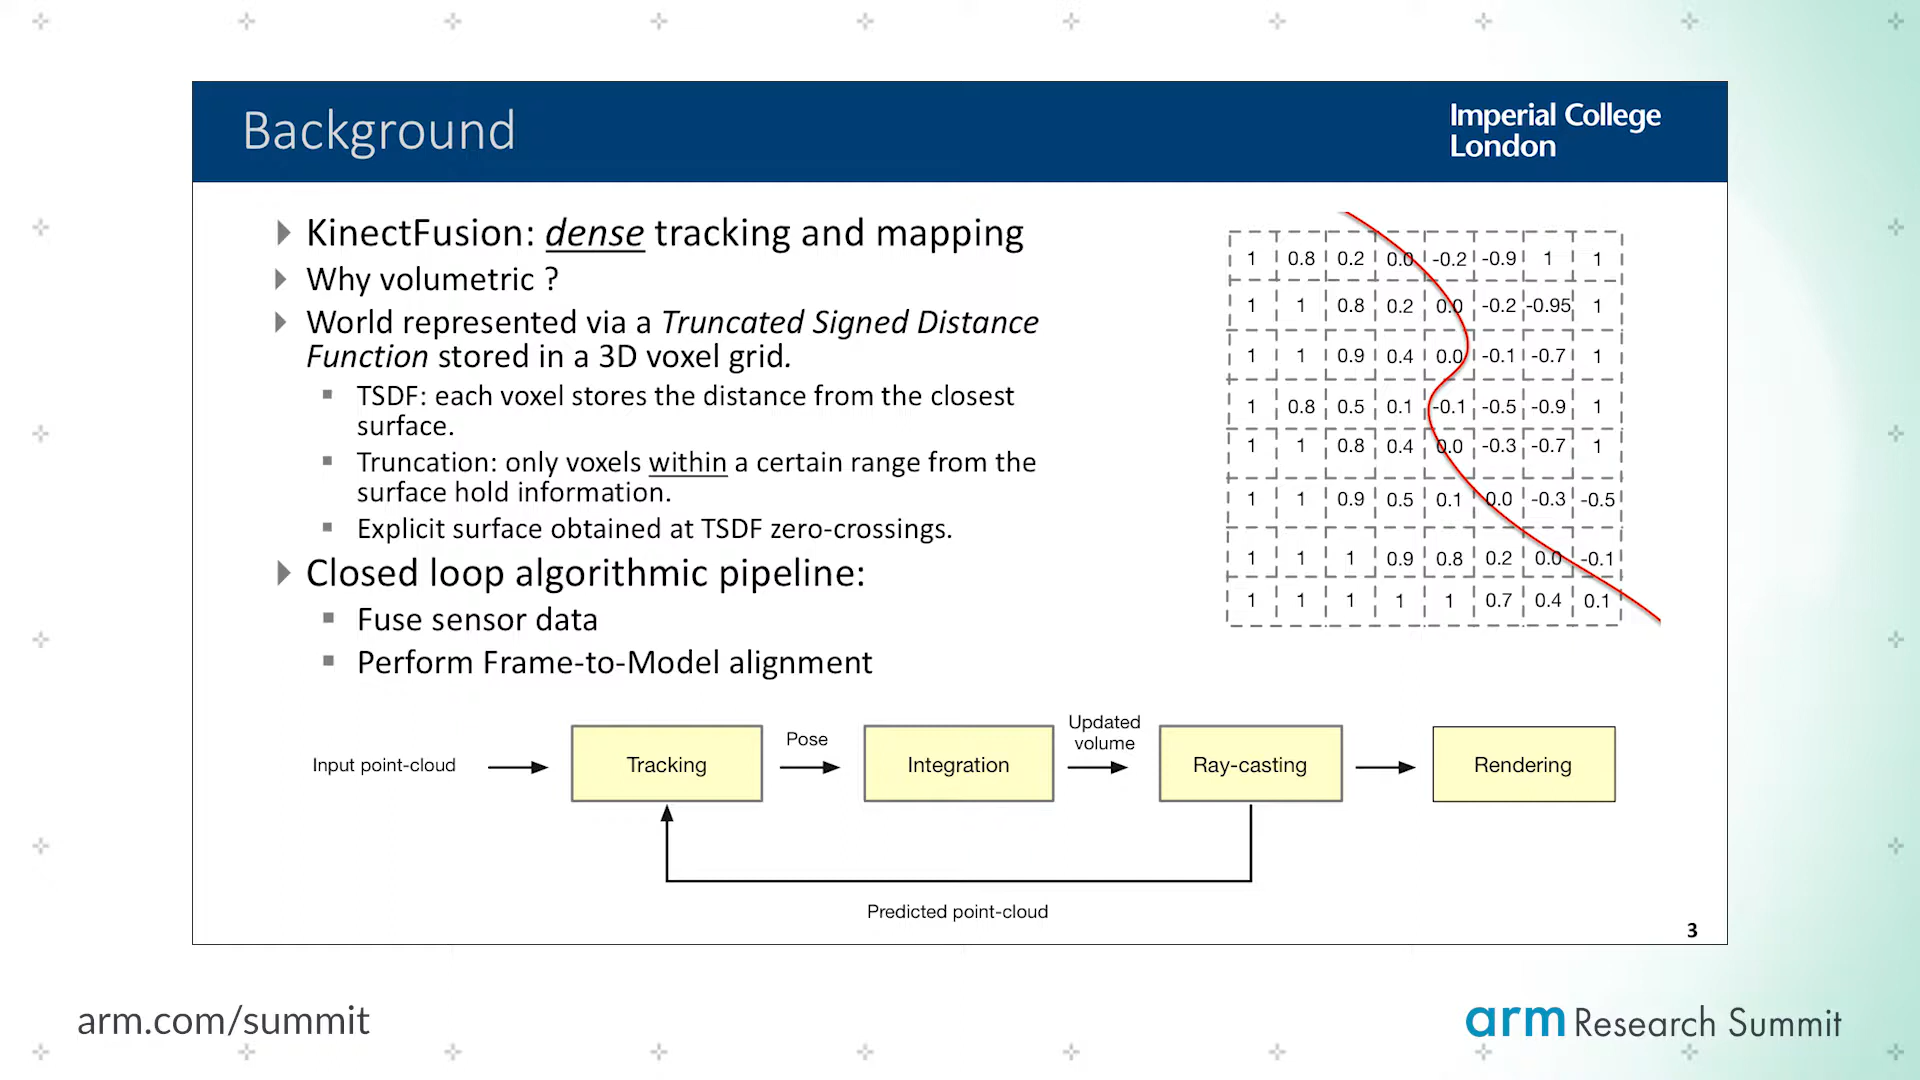 Background
Imperial College
London
KinectFusion: dense tracking and mapping
Why volumetric ?
World represented via a Truncated Signed Distance
Function stored in a 3D voxel grid.
TSDF: each voxel stores the distance from the closest
surface.
Truncation: only voxels within a certain range from the
surface hold information.
Explicit surface obtained at TSDF zero-crossings.
Closed loop algorithmic pipeline:
Fuse sensor data
Perform Frame-to-Model alignment
1 0.8 0.2 0.0 -0.2 -0.9 1 1
1 1 0.8 0.2 0.0 -0.2 -0.95 1
1 1 0.9 0.4 0.0 -0.1 -0.7 1
1 0.8 0.5 0.1 -0.1 -0.5 -0.9 1
1 1 0.8 0.4 0.0 -0.3 -0.7 1
1 1 0.9 0.5 0.1 0.0 -0.3 -0.5
1 1 1 0.9 0.8 0.2 0.0 -0.1
1 1 1 1 1 0.7 0.4 0.1
Input point-cloud
Tracking
Pose
Integration
Updated
volume
Ray-casting
Rendering
Predicted point-cloud
3
arm.com/summit
arm Research Summit